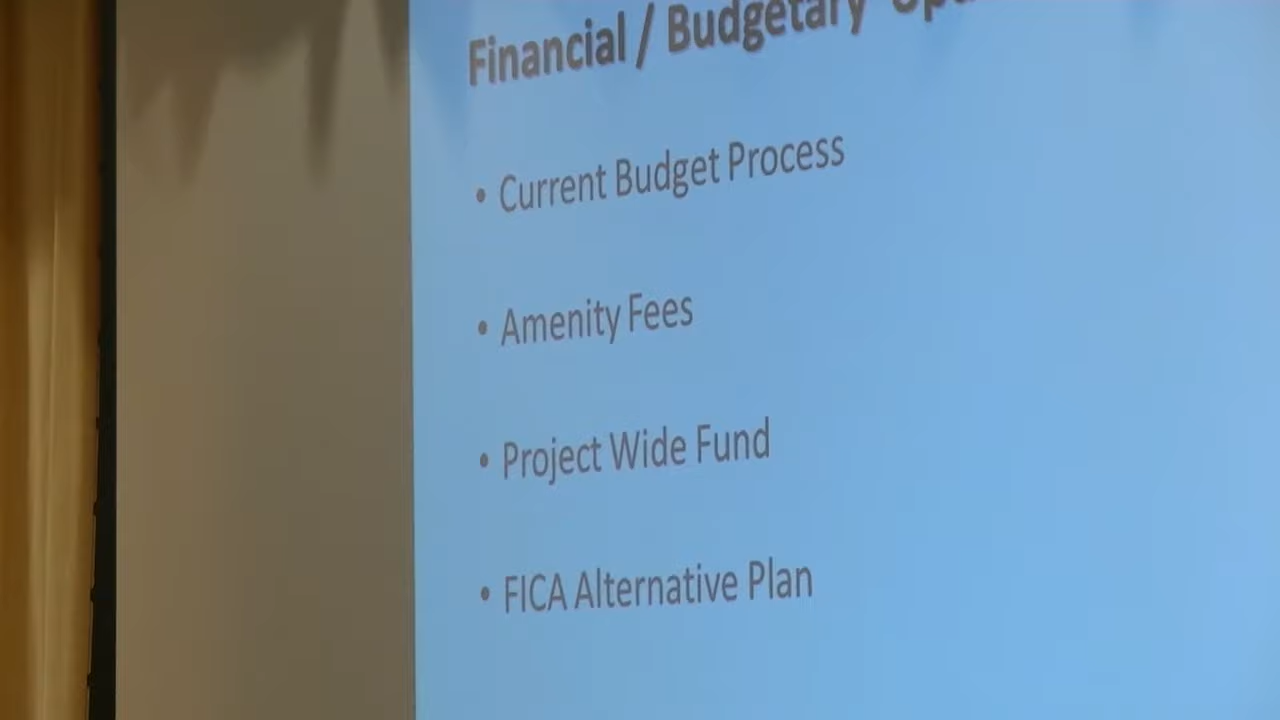 Financial / Budgetary
• Current Budget Process
• Amenity Fees
• Project Wide Fund
• FICA Alternative Plan